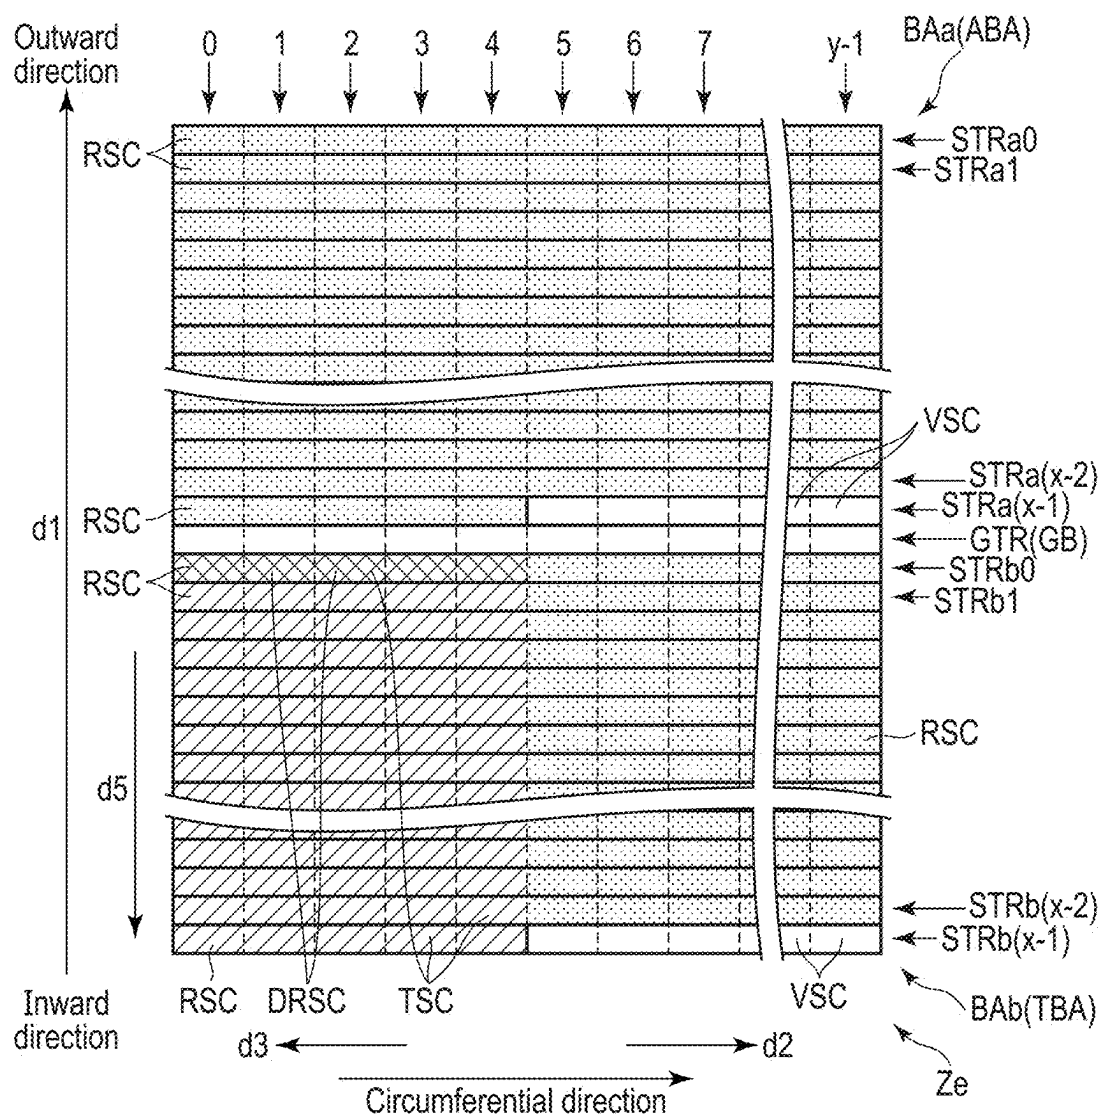 Outward
direction
0 1 2 3 4 5 6 7 y-1
BAa(ABA)
RSC
STRa0
STRa1
VSC
STRa(x-2)
d1
RSC
STRa(x-1)
GTR(GB)
RSC
STRb0
STRb1
RSC
d5
STRb(x-2)
STRb(x-1)
Inward
direction
RSC DRSC TSC VSC
BAb(TBA)
d3 d2
Ze
Circumferential direction